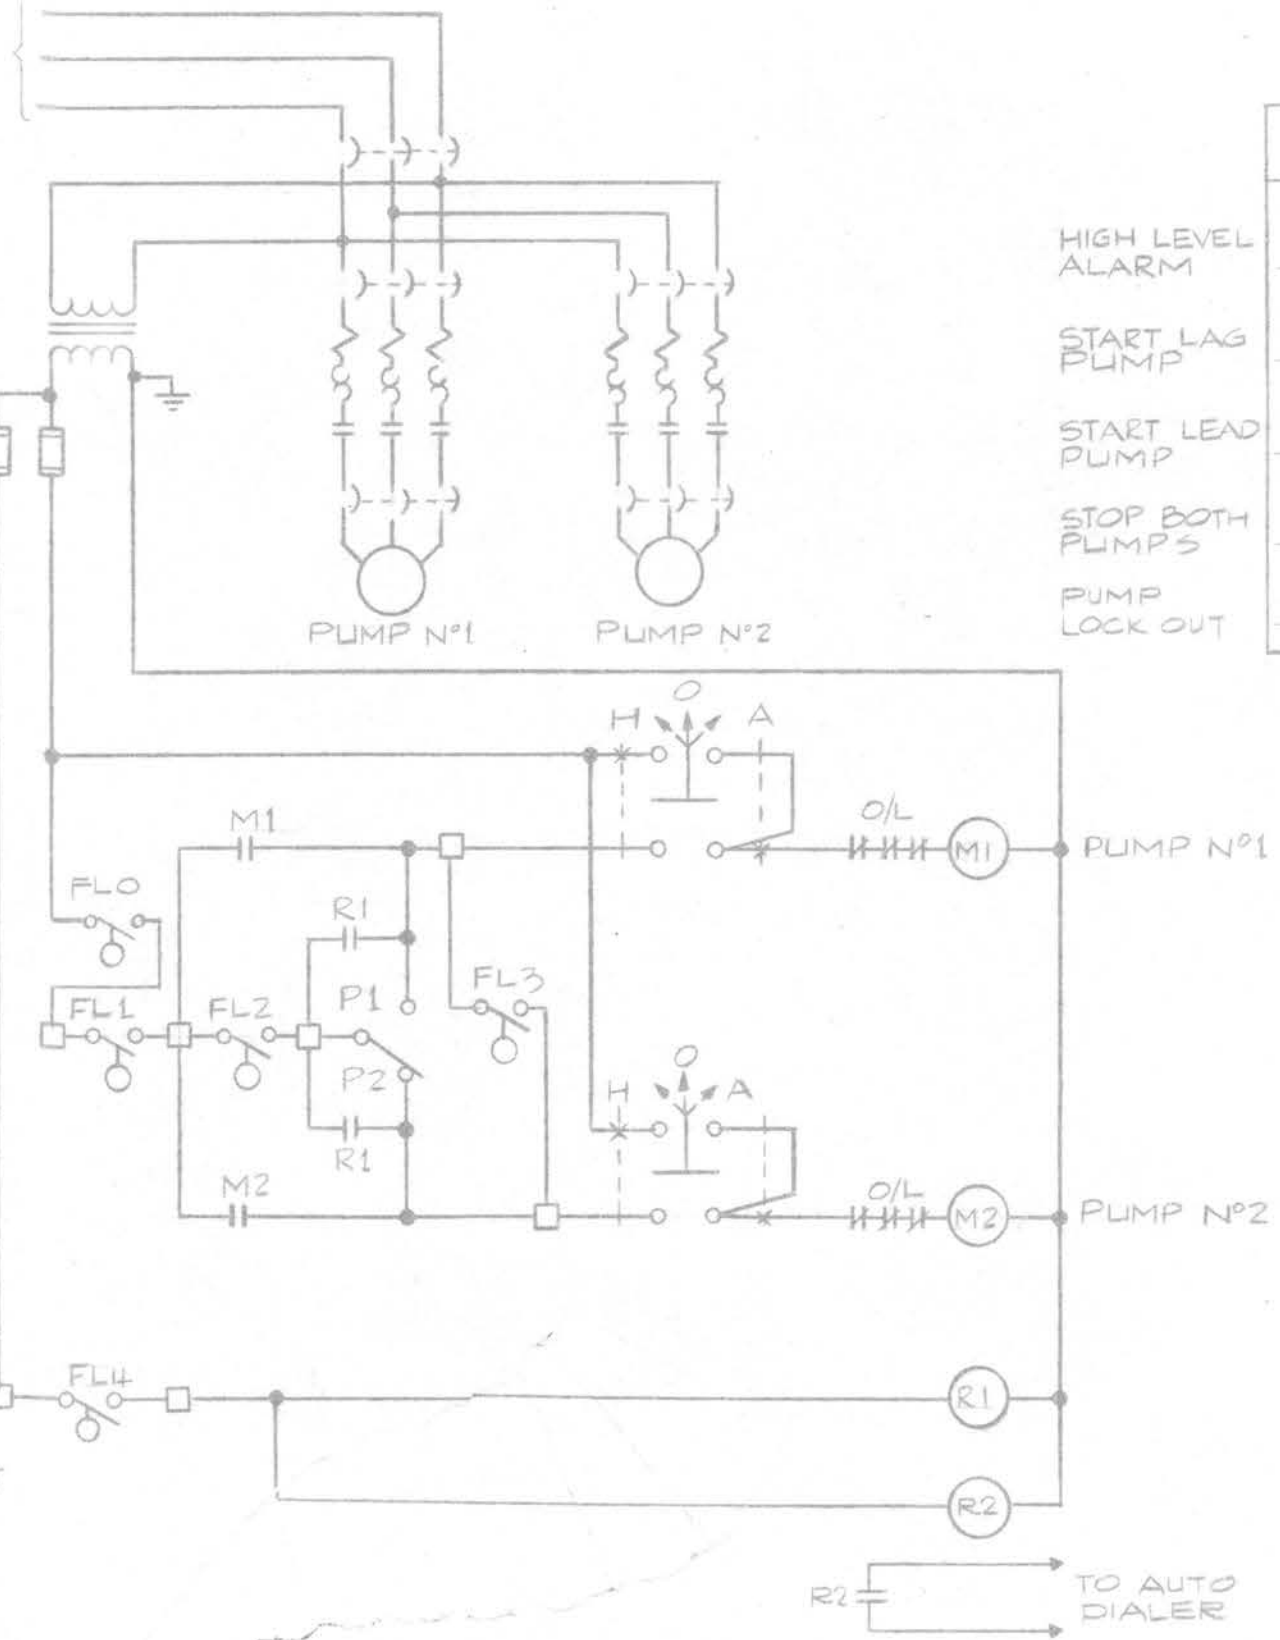 HIGH LEVEL
ALARM
START LAG
PUMP
START LEAD
PUMP
STOP BOTH
PUMPS
PUMP
LOCK OUT
PUMP Nº1
PUMP Nº2
O
H
A
M1
O/L
M1
PUMP Nº1
FLO
R1
FL3
FL1
FL2
P1
P2
O
H
A
R1
M2
O/L
M2
PUMP Nº2
FL4
R1
R2
R2
TO AUTO
DIALER